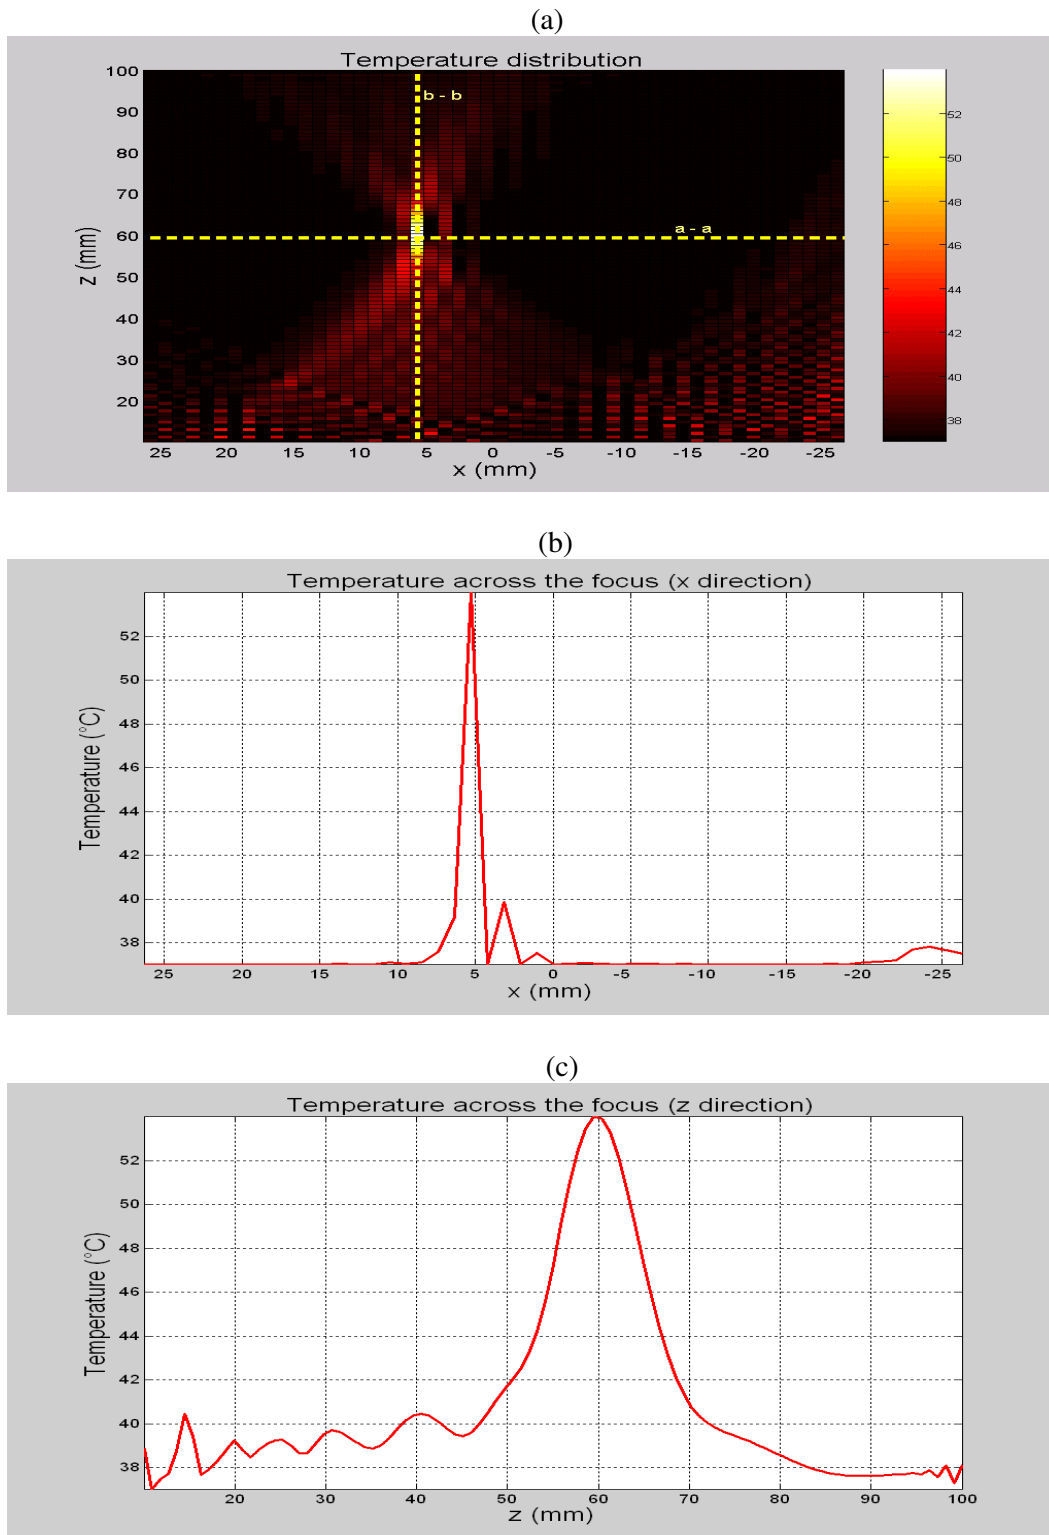 (a)
Temperature distribution
100
90
80
70
60
50
40
30
20
z (mm)
b - b
a - a
25 20 15 10 5 0 -5 -10 -15 -20 -25
x (mm)
52
50
48
46
44
42
40
38
(b)
Temperature across the focus (x direction)
52
50
48
46
44
42
40
38
Temperature (°C)
25 20 15 10 5 0 -5 -10 -15 -20 -25
x (mm)
(c)
Temperature across the focus (z direction)
52
50
48
46
44
42
40
38
Temperature (°C)
20 30 40 50 60 70 80 90 100
z (mm)